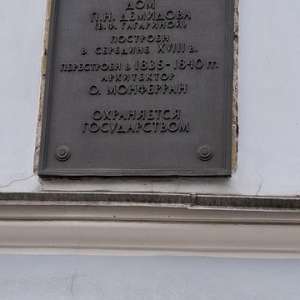 ДОМ
П.Н. ДЕМИДОВА
(В.Ф. ГАГАРИНОЙ)
ПОСТРОЕН
В СЕРЕДИНЕ XVIII В.
ПЕРЕСТРОЕН В 1835-1840 ГГ.
АРХИТЕКТОР
О. МОНФЕРРАН
ОХРАНЯЕТСЯ
ГОСУДАРСТВОМ